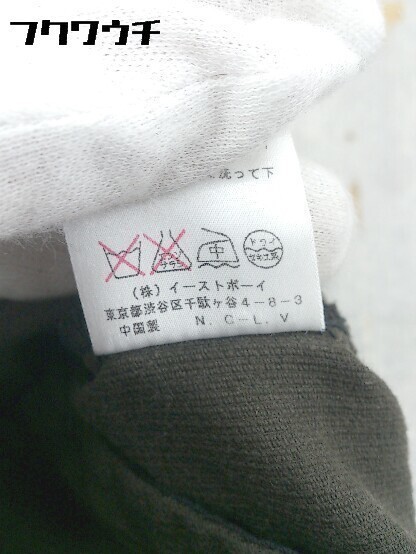 フクワウチ
洗って下
中
ドライ
(株) イーストボーイ
東京都渋谷区千駄ヶ谷4-8-3
中国製 N. C-L. V